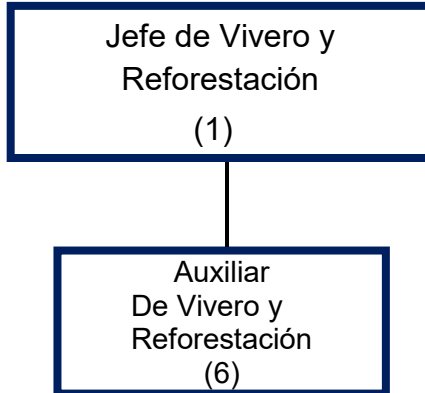 Jefe de Vivero y
Reforestación
(1)
Auxiliar
De Vivero y
Reforestación
(6)